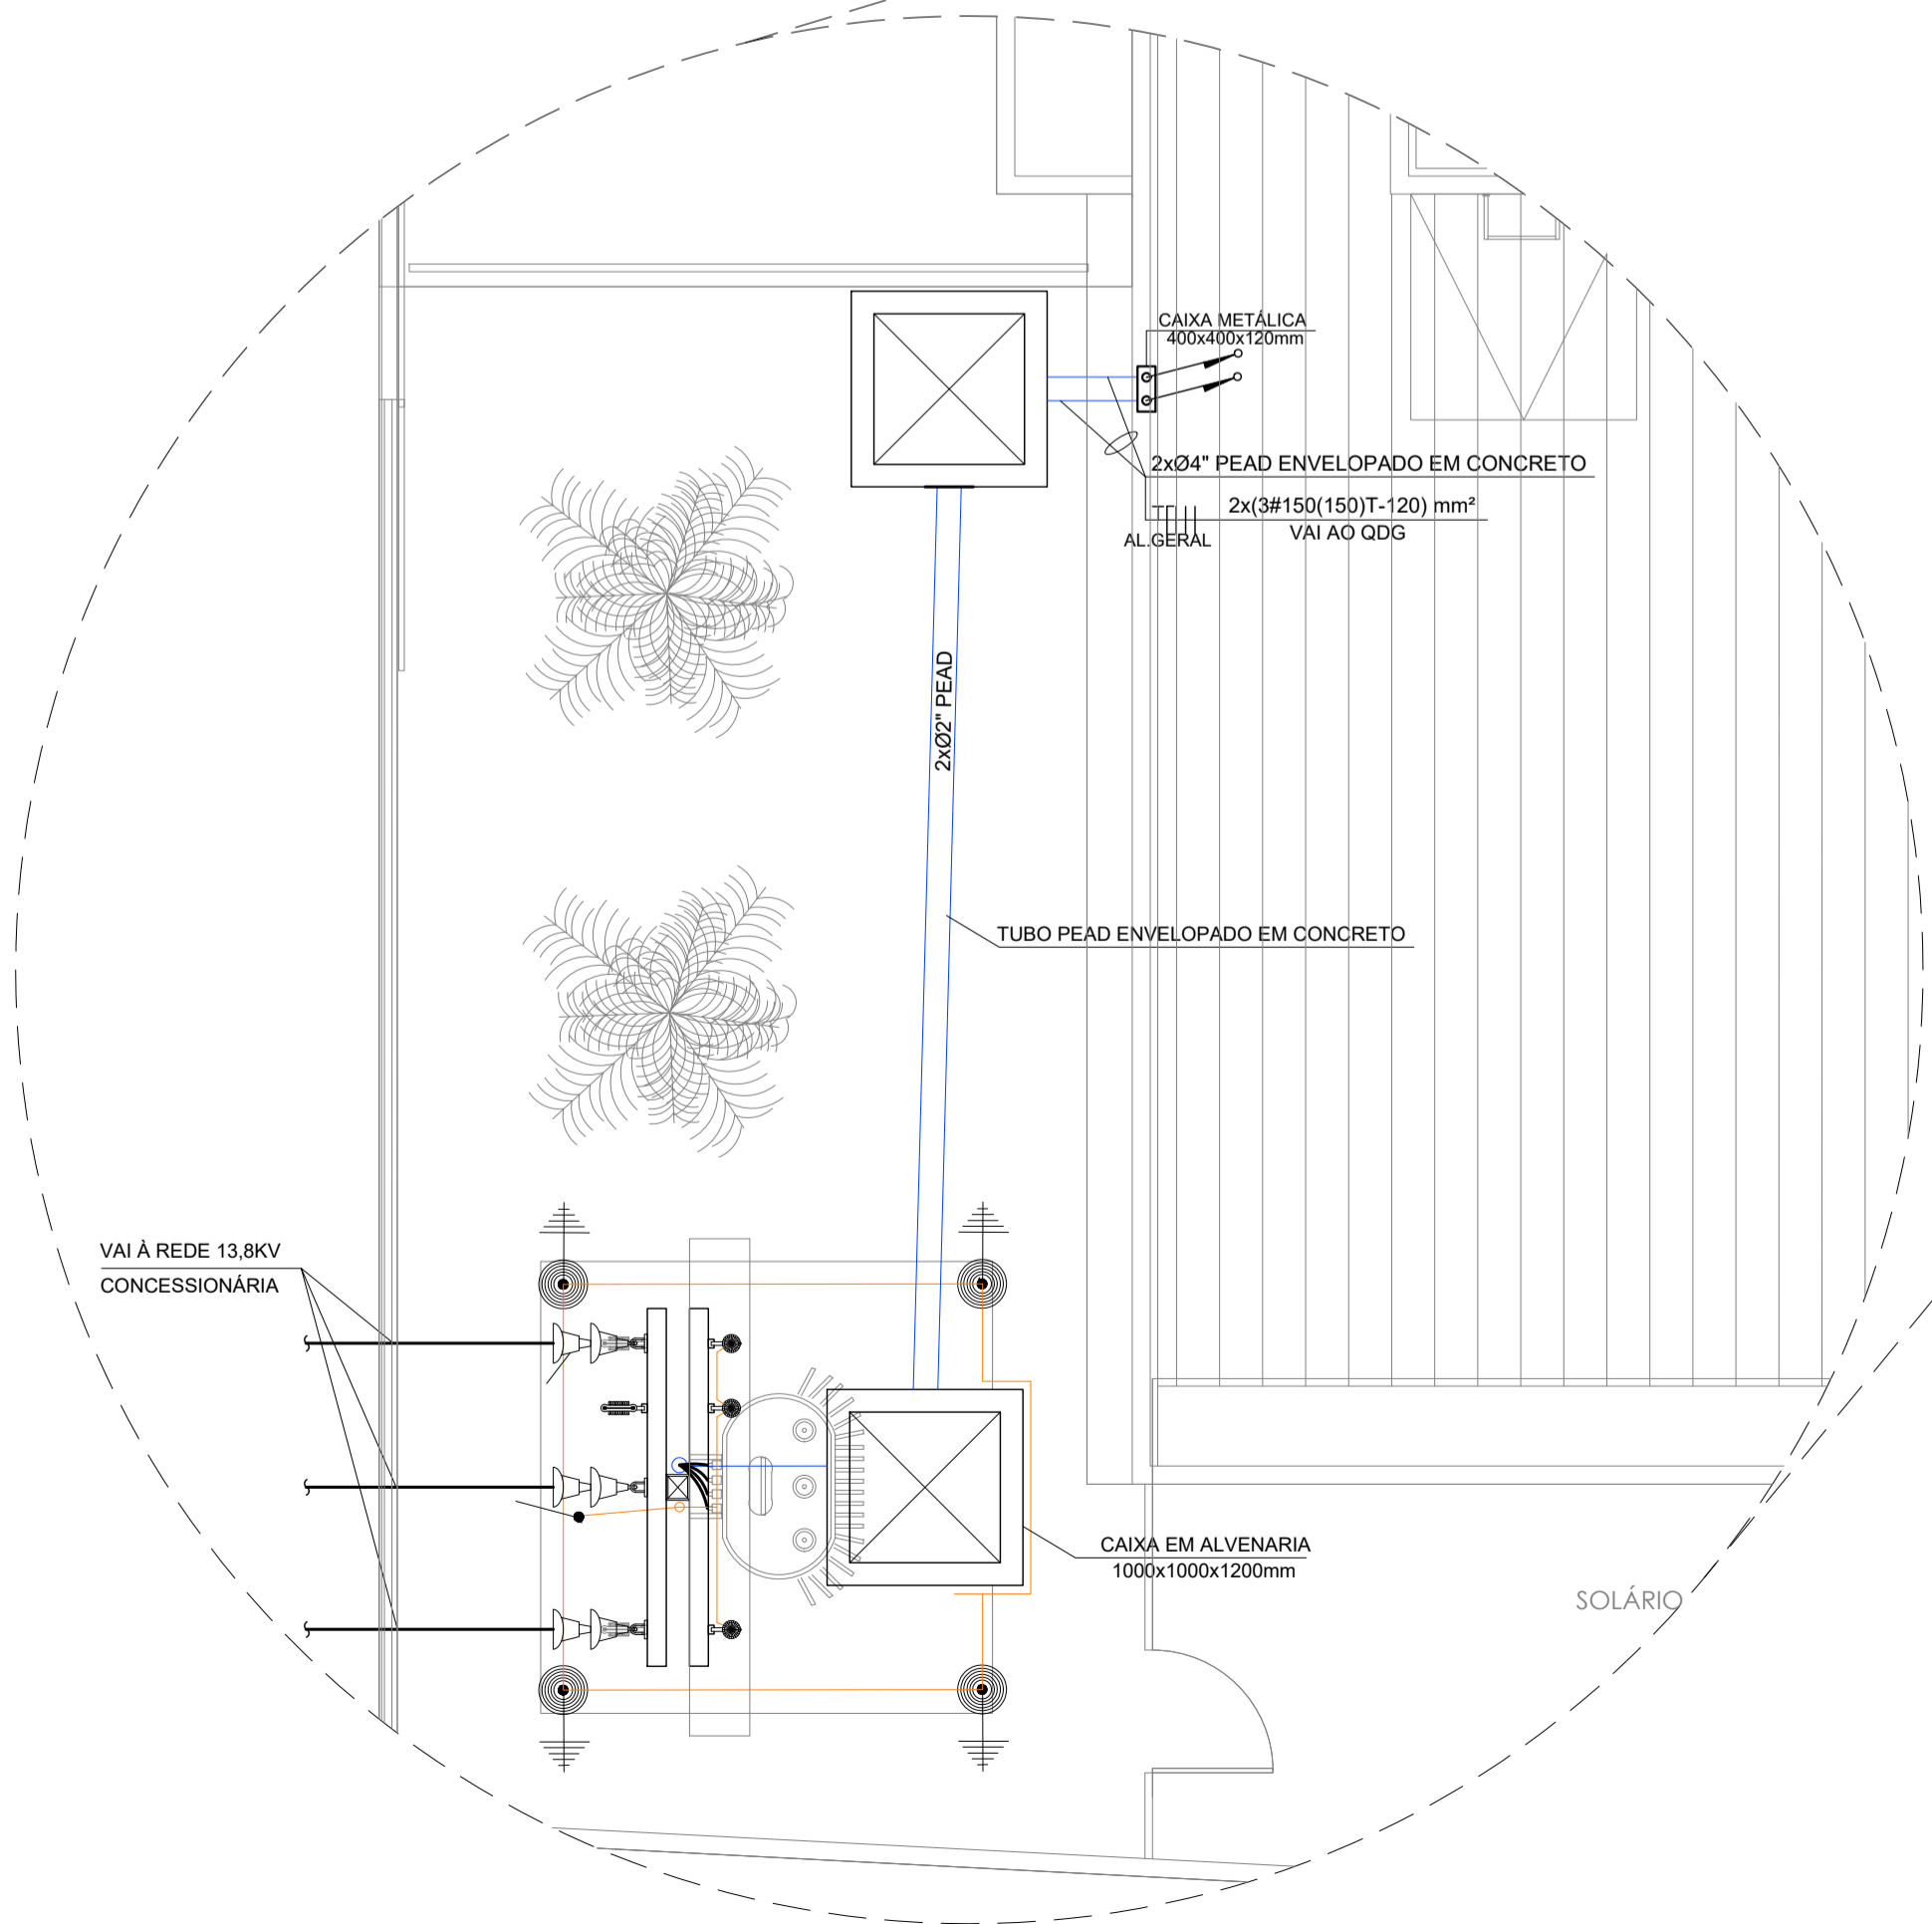 CAIXA METÁLICA
400x400x120mm
2xØ4" PEAD ENVELOPADO EM CONCRETO
2x(3#150(150)T-120) mm²
AL.GERAL
VAI AO QDG
2xØ2" PEAD
TUBO PEAD ENVELOPADO EM CONCRETO
VAI À REDE 13,8KV
CONCESSIONÁRIA
CAIXA EM ALVENARIA
1000x1000x1200mm
SOLÁRIO